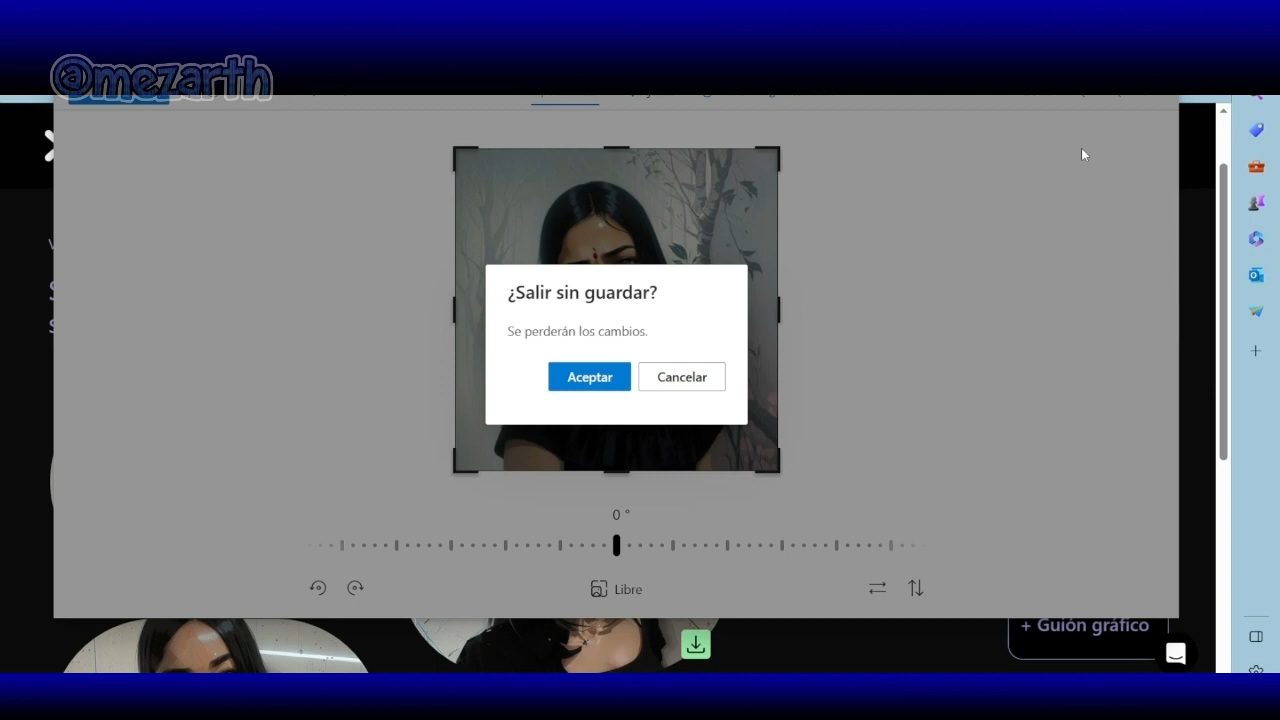 @mezarth
¿Salir sin guardar?
Se perderán los cambios.
Aceptar
Cancelar
0 °
Libre
+ Guión gráfico